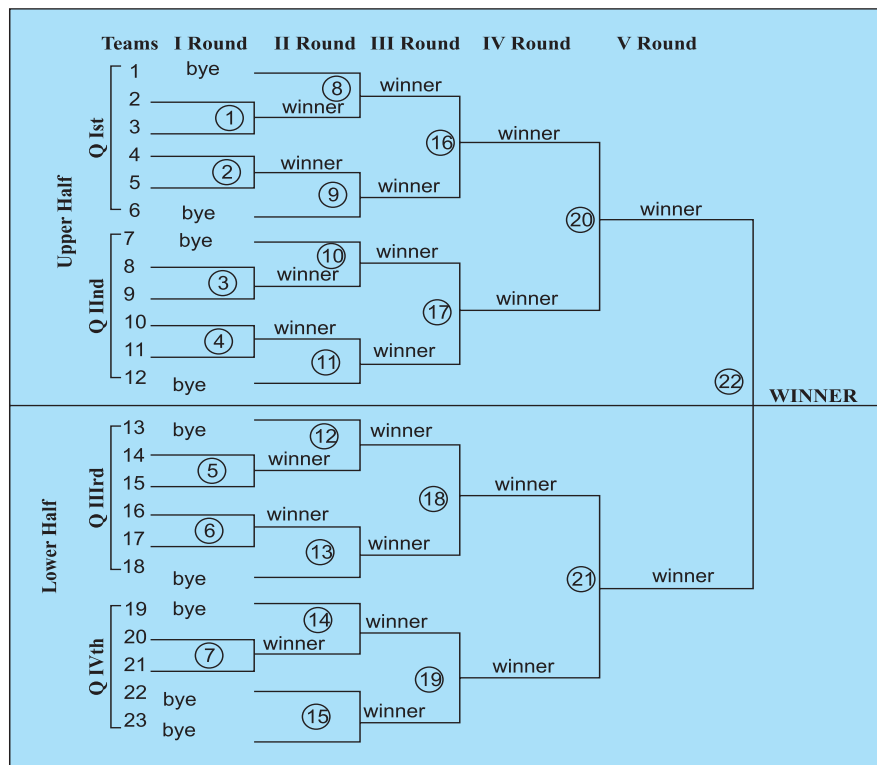 Teams I Round II Round III Round IV Round V Round
Upper Half
Q Ist
1 bye
8 winner
2
winner
3 1
16 winner
4 winner
5 2
9 winner
6 bye
20 winner
Q IInd
7 bye
10 winner
8
winner
9 3
17 winner
10 winner
11 4
11 winner
12 bye
22
WINNER
Lower Half
Q IIIrd
13 bye
12 winner
14
winner
15 5
18 winner
16 winner
17 6
13 winner
18 bye
21 winner
Q IVth
19 bye
14 winner
20
winner
21 7
19 winner
22 bye
15 winner
23 bye